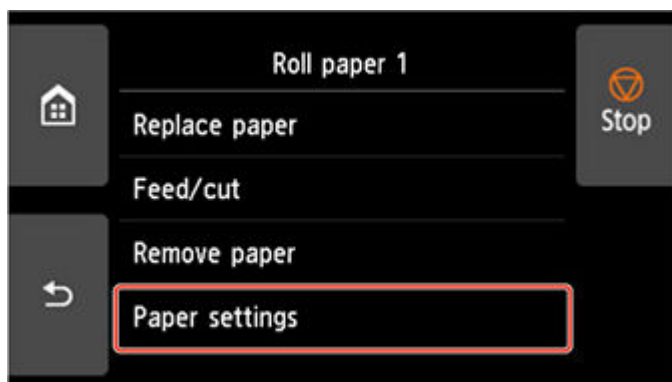 Roll paper 1
Replace paper
Stop
Feed/cut
Remove paper
Paper settings